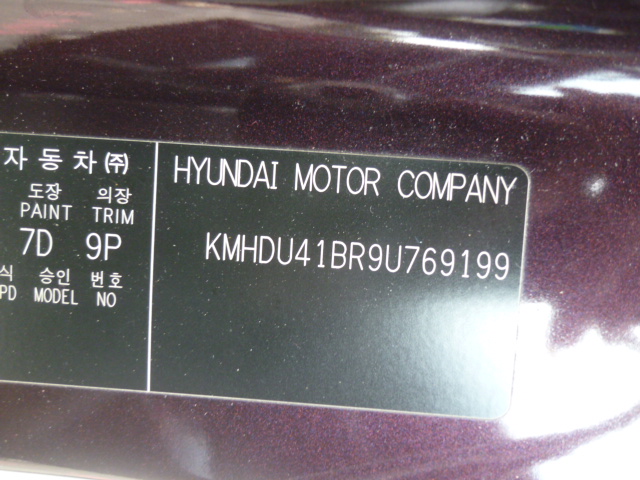 자동차(주)
도장 의장
PAINT TRIM
7D 9P
식 승인 번호
PD MODEL NO
HYUNDAI MOTOR COMPANY
KMHDU41BR9U769199